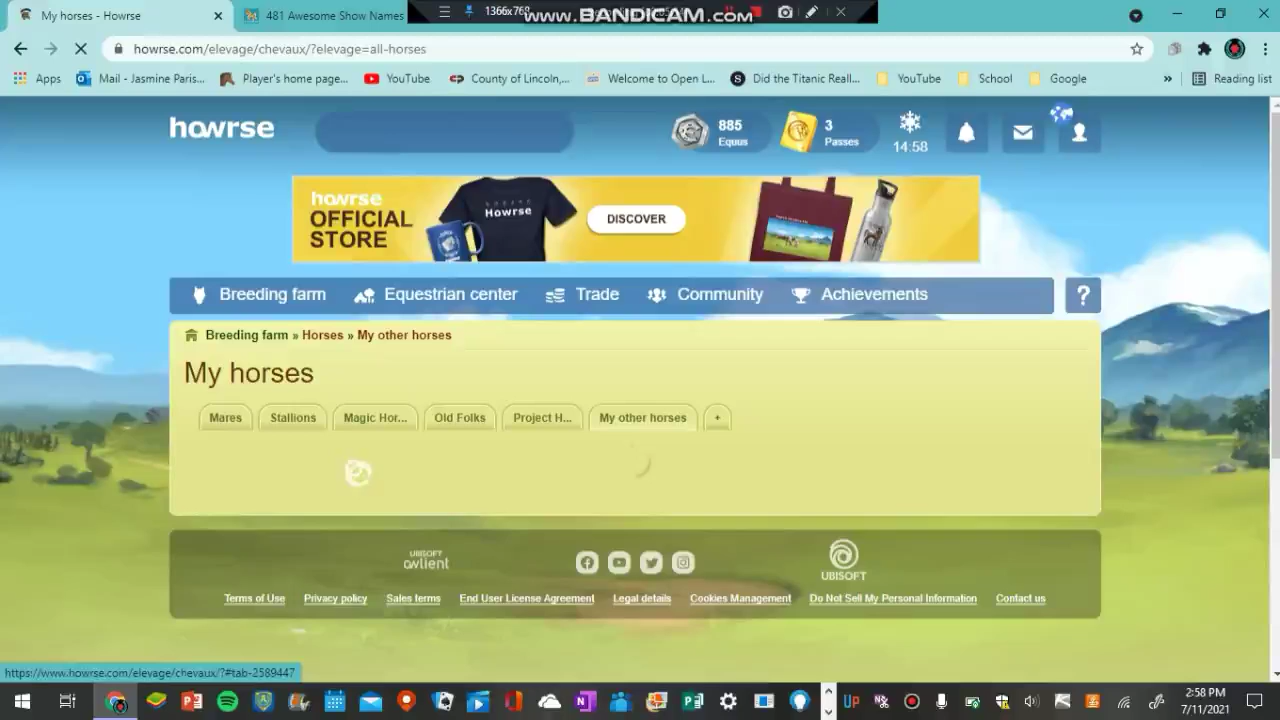 My horses - Howrse
481 Awesome Show Names
1366x768
www.BANDICAM.com
howrse.com/elevage/chevaux/?elevage=all-horses
Apps
Mail - Jasmine Paris...
Player's home page...
YouTube
County of Lincoln,...
Welcome to Open L...
Did the Titanic Reall...
YouTube
School
Google
»
Reading list
howrse
885
Equus
3
Passes
14:58
howrse
OFFICIAL
STORE
Howrse
DISCOVER
Breeding farm
Equestrian center
Trade
Community
Achievements
?
Breeding farm » Horses » My other horses
My horses
Mares
Stallions
Magic Hor...
Old Folks
Project H...
My other horses
+
UBISOFT
owlient
UBISOFT
Terms of Use
Privacy policy
Sales terms
End User License Agreement
Legal details
Cookies Management
Do Not Sell My Personal Information
Contact us
https://www.howrse.com/elevage/chevaux/?#tab-2589447
Up
2:58 PM
7/11/2021